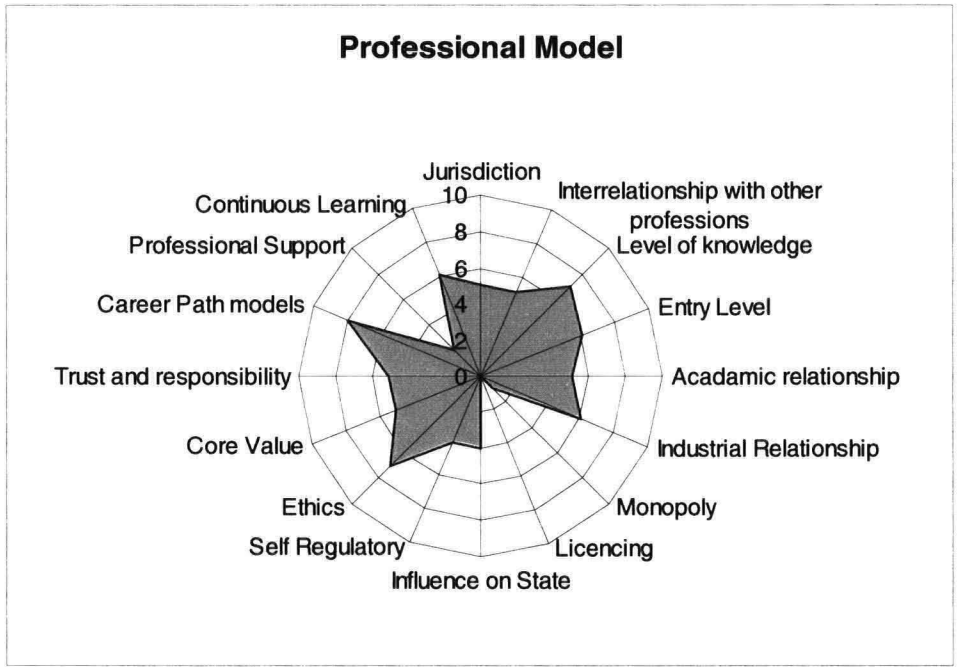 Professional Model
Jurisdiction
Interrelationship with other
professions
Level of knowledge
Entry Level
Acadamic relationship
Industrial Relationship
Monopoly
Licencing
Influence on State
Self Regulatory
Ethics
Core Value
Trust and responsibility
Career Path models
Professional Support
Continuous Learning
10
8
6
4
2
0